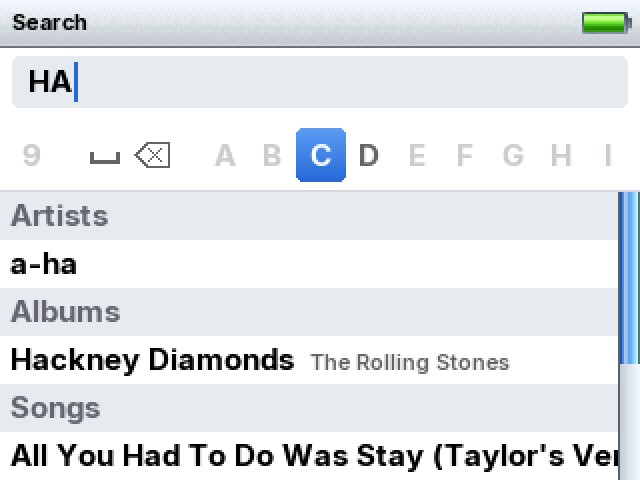 Search
HA
9 A B C D E F G H I
Artists
a-ha
Albums
Hackney Diamonds The Rolling Stones
Songs
All You Had To Do Was Stay (Taylor's Ver